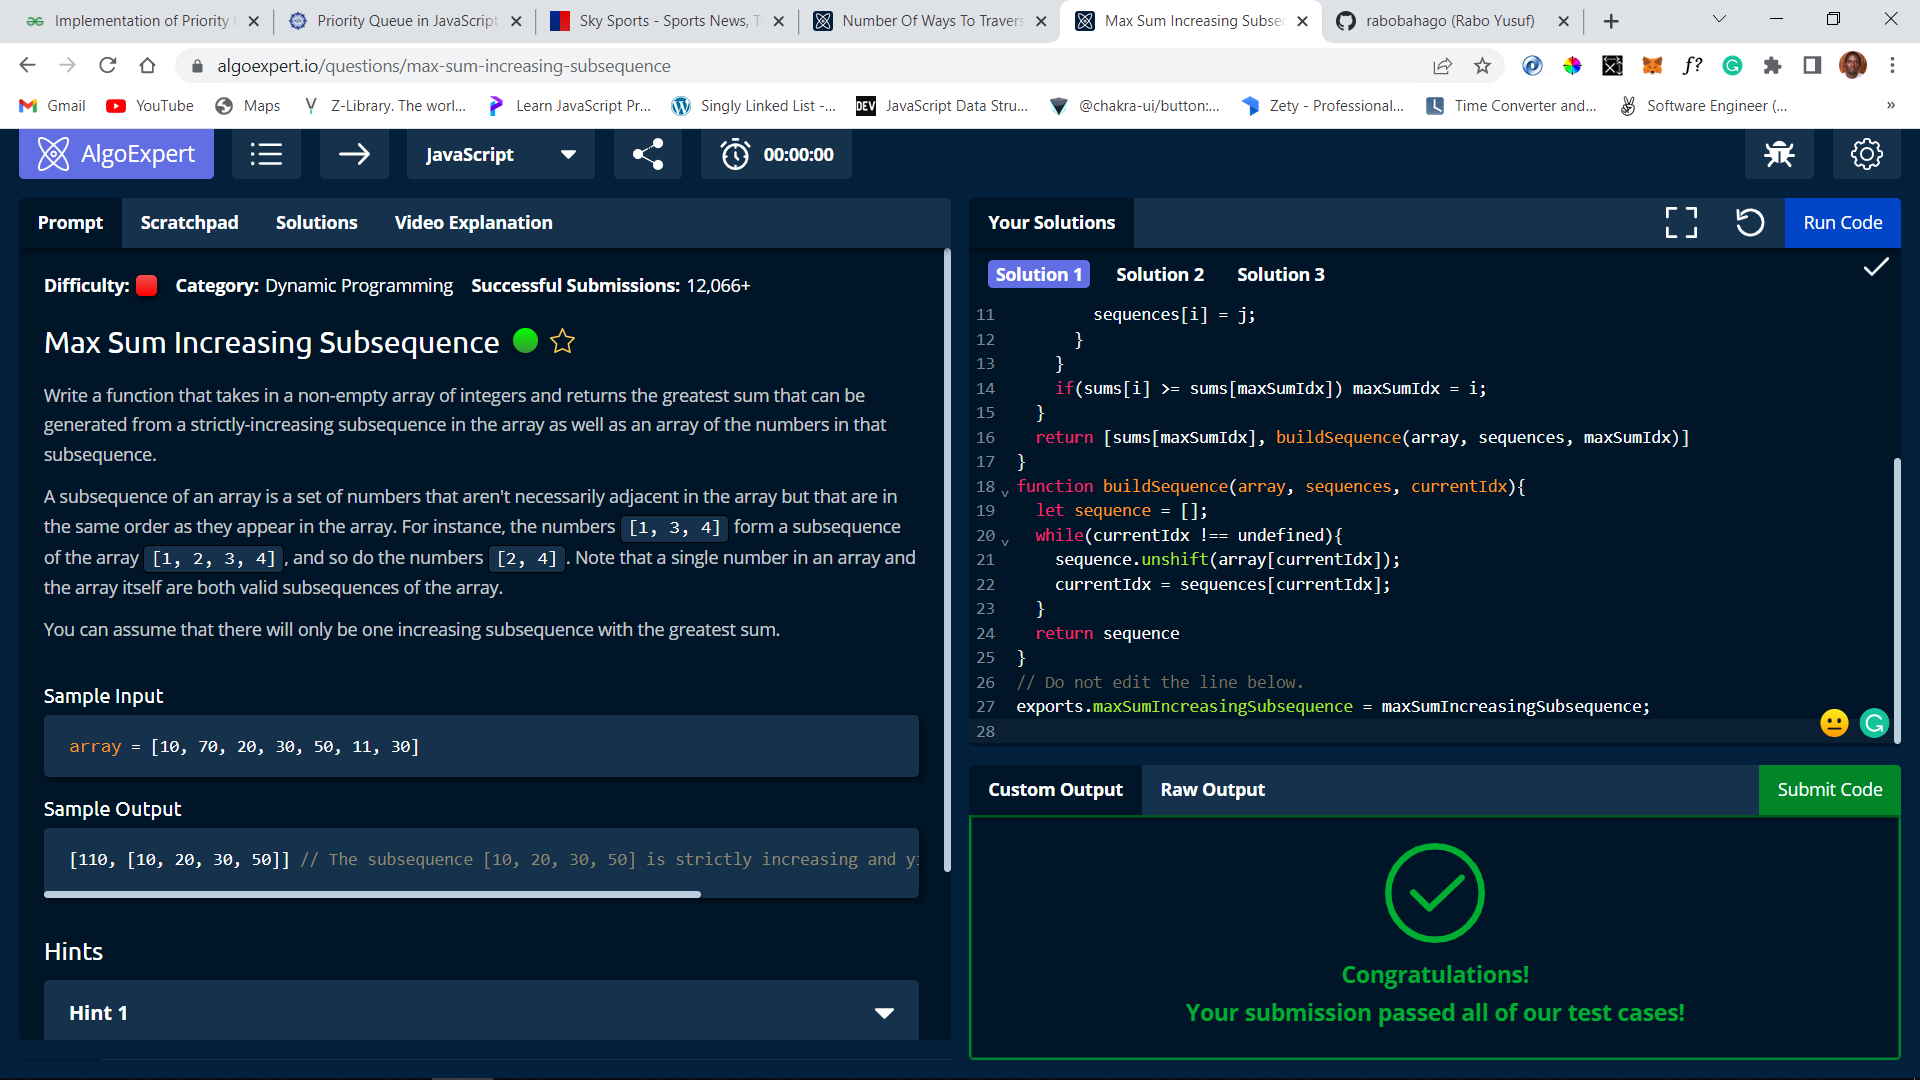 Implementation of Priority
Priority Queue in JavaScript
Sky Sports - Sports News, T
Number Of Ways To Travers
Max Sum Increasing Subsec
rabobahago (Rabo Yusuf)
algoexpert.io/questions/max-sum-increasing-subsequence
f?
Gmail
YouTube
Maps
Z-Library. The worl...
Learn JavaScript Pr...
Singly Linked List -...
DEV
JavaScript Data Stru...
@chakra-ui/button:...
Zety - Professional...
Time Converter and...
Software Engineer (...
»
AlgoExpert
JavaScript
00:00:00
Prompt
Scratchpad
Solutions
Video Explanation
Difficulty:
Category: Dynamic Programming
Successful Submissions: 12,066+
Max Sum Increasing Subsequence
Write a function that takes in a non-empty array of integers and returns the greatest sum that can be
generated from a strictly-increasing subsequence in the array as well as an array of the numbers in that
subsequence.
A subsequence of an array is a set of numbers that aren't necessarily adjacent in the array but that are in
the same order as they appear in the array. For instance, the numbers [1, 3, 4] form a subsequence
of the array [1, 2, 3, 4], and so do the numbers [2, 4]. Note that a single number in an array and
the array itself are both valid subsequences of the array.
You can assume that there will only be one increasing subsequence with the greatest sum.
Sample Input
array = [10, 70, 20, 30, 50, 11, 30]
Sample Output
[110, [10, 20, 30, 50]] // The subsequence [10, 20, 30, 50] is strictly increasing and
Hints
Hint 1
Your Solutions
Run Code
Solution 1
Solution 2
Solution 3
11 sequences[i] = j;
12 }
13 }
14 if(sums[i] >= sums[maxSumIdx]) maxSumIdx = i;
15 }
16 return [sums[maxSumIdx], buildSequence(array, sequences, maxSumIdx)]
17 }
18 function buildSequence(array, sequences, currentIdx){
19 let sequence = [];
20 while(currentIdx !== undefined){
21 sequence.unshift(array[currentIdx]);
22 currentIdx = sequences[currentIdx];
23 }
24 return sequence
25 }
26 // Do not edit the line below.
27 exports.maxSumIncreasingSubsequence = maxSumIncreasingSubsequence;
28
Custom Output
Raw Output
Submit Code
Congratulations!
Your submission passed all of our test cases!